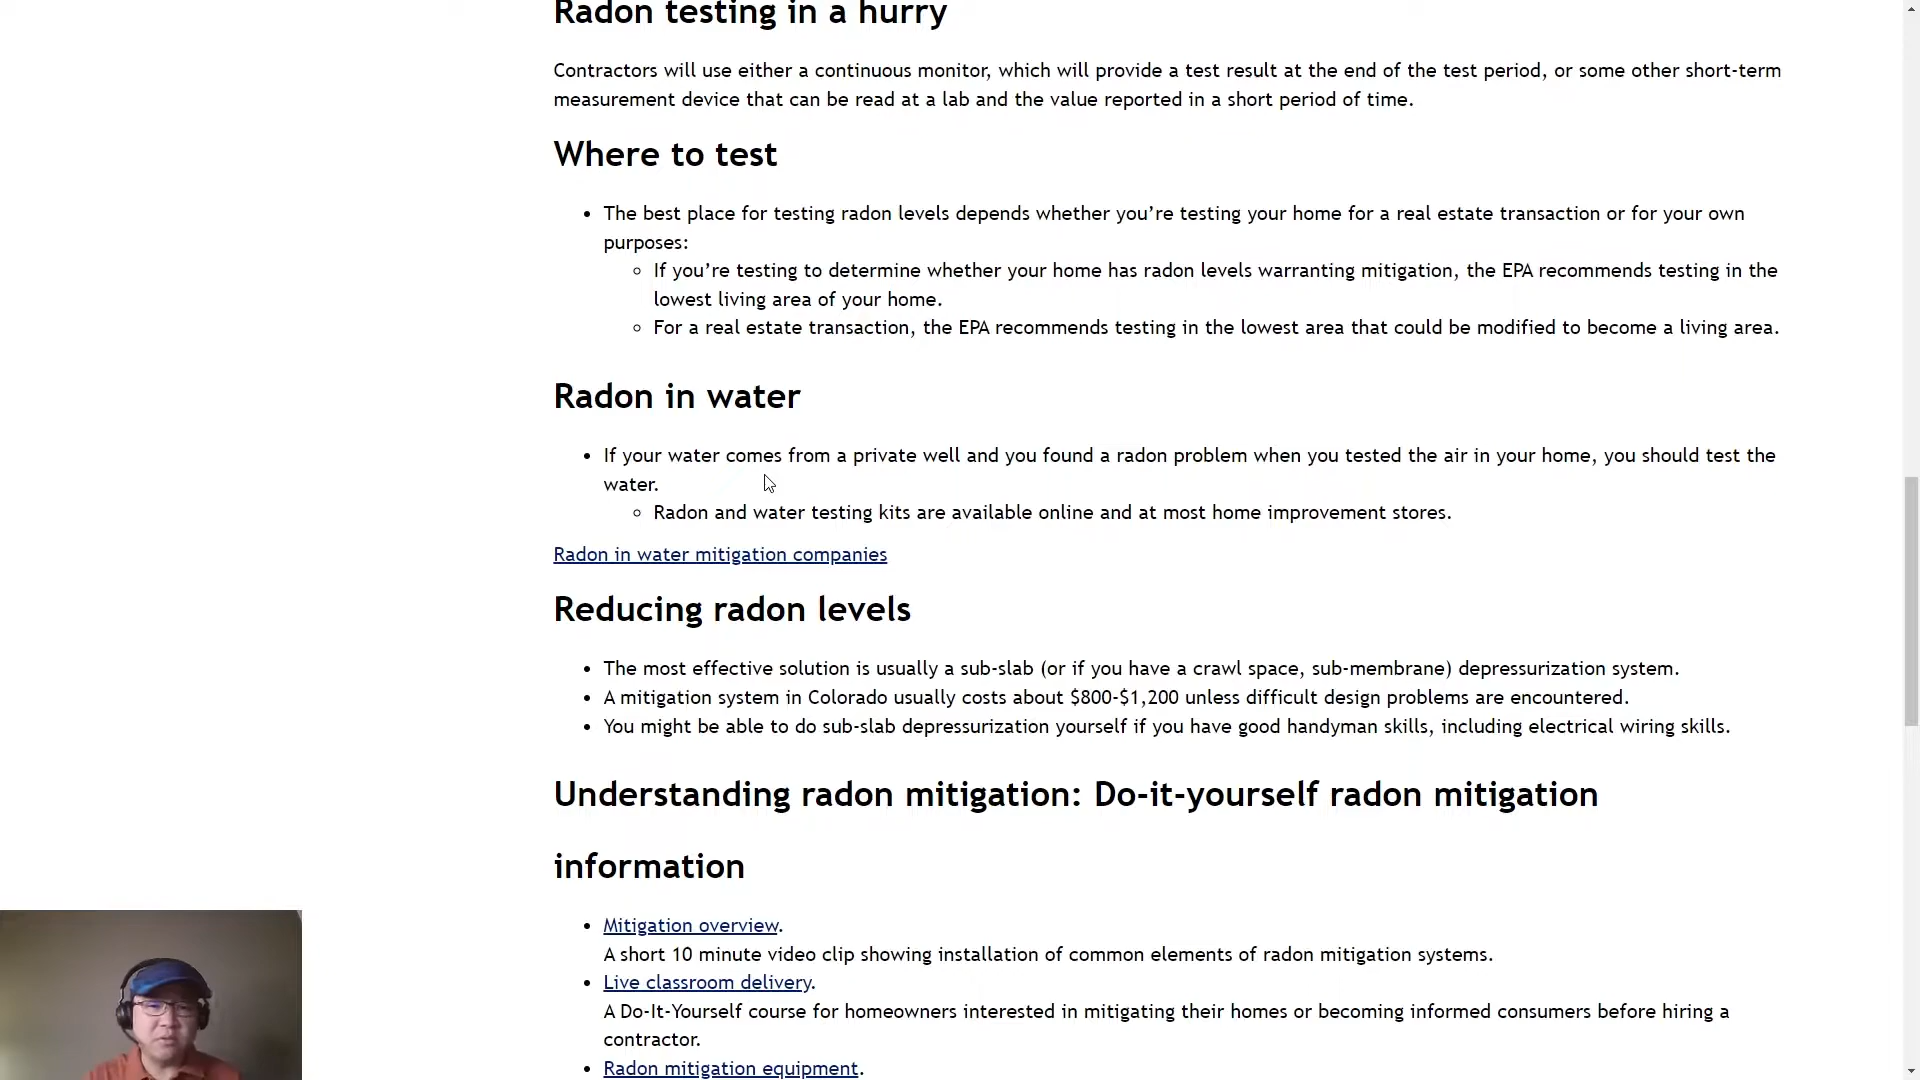 Radon testing in a hurry
Contractors will use either a continuous monitor, which will provide a test result at the end of the test period, or some other short-term
measurement device that can be read at a lab and the value reported in a short period of time.
Where to test
• The best place for testing radon levels depends whether you’re testing your home for a real estate transaction or for your own
purposes:
◦ If you’re testing to determine whether your home has radon levels warranting mitigation, the EPA recommends testing in the
lowest living area of your home.
◦ For a real estate transaction, the EPA recommends testing in the lowest area that could be modified to become a living area.
Radon in water
• If your water comes from a private well and you found a radon problem when you tested the air in your home, you should test the
water.
◦ Radon and water testing kits are available online and at most home improvement stores.
Radon in water mitigation companies
Reducing radon levels
• The most effective solution is usually a sub-slab (or if you have a crawl space, sub-membrane) depressurization system.
• A mitigation system in Colorado usually costs about $800-$1,200 unless difficult design problems are encountered.
• You might be able to do sub-slab depressurization yourself if you have good handyman skills, including electrical wiring skills.
Understanding radon mitigation: Do-it-yourself radon mitigation
information
• Mitigation overview.
A short 10 minute video clip showing installation of common elements of radon mitigation systems.
• Live classroom delivery.
A Do-It-Yourself course for homeowners interested in mitigating their homes or becoming informed consumers before hiring a
contractor.
• Radon mitigation equipment.